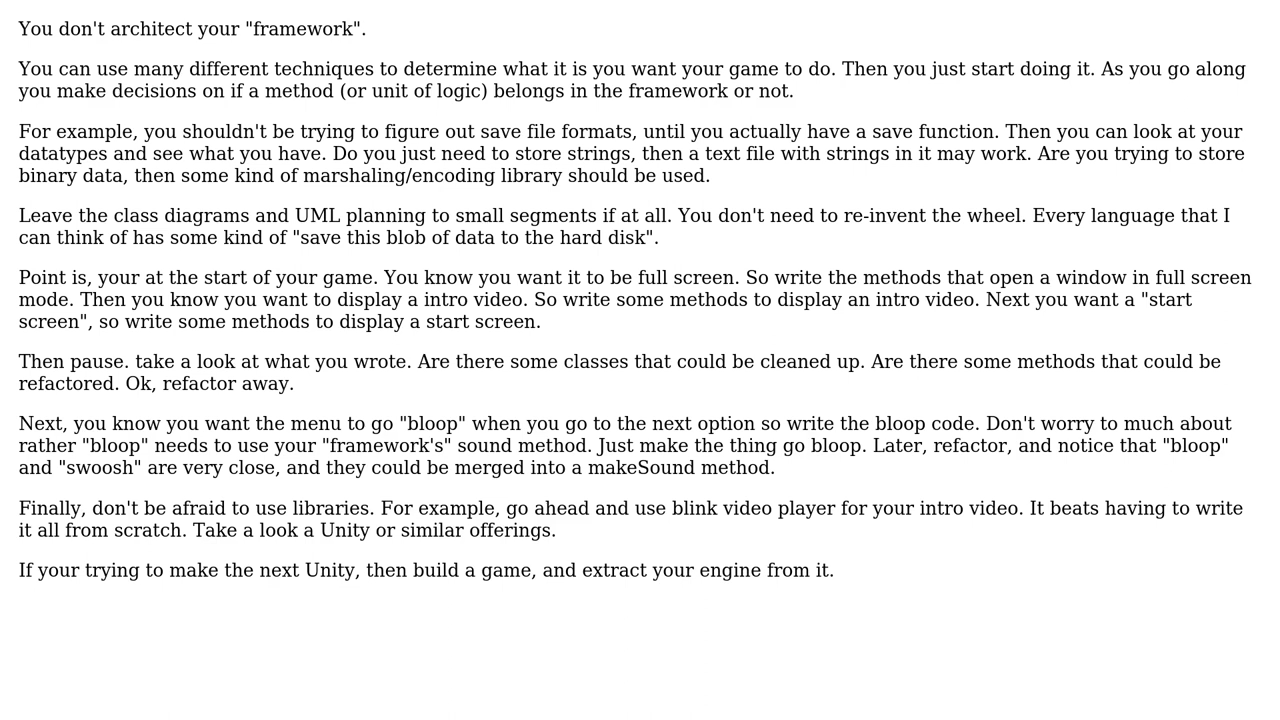 You don't architect your "framework".
You can use many different techniques to determine what it is you want your game to do. Then you just start doing it. As you go along
you make decisions on if a method (or unit of logic) belongs in the framework or not.
For example, you shouldn't be trying to figure out save file formats, until you actually have a save function. Then you can look at your
datatypes and see what you have. Do you just need to store strings, then a text file with strings in it may work. Are you trying to store
binary data, then some kind of marshaling/encoding library should be used.
Leave the class diagrams and UML planning to small segments if at all. You don't need to re-invent the wheel. Every language that I
can think of has some kind of "save this blob of data to the hard disk".
Point is, your at the start of your game. You know you want it to be full screen. So write the methods that open a window in full screen
mode. Then you know you want to display a intro video. So write some methods to display an intro video. Next you want a "start
screen", so write some methods to display a start screen.
Then pause. take a look at what you wrote. Are there some classes that could be cleaned up. Are there some methods that could be
refactored. Ok, refactor away.
Next, you know you want the menu to go "bloop" when you go to the next option so write the bloop code. Don't worry to much about
rather "bloop" needs to use your "framework's" sound method. Just make the thing go bloop. Later, refactor, and notice that "bloop"
and "swoosh" are very close, and they could be merged into a makeSound method.
Finally, don't be afraid to use libraries. For example, go ahead and use blink video player for your intro video. It beats having to write
it all from scratch. Take a look a Unity or similar offerings.
If your trying to make the next Unity, then build a game, and extract your engine from it.